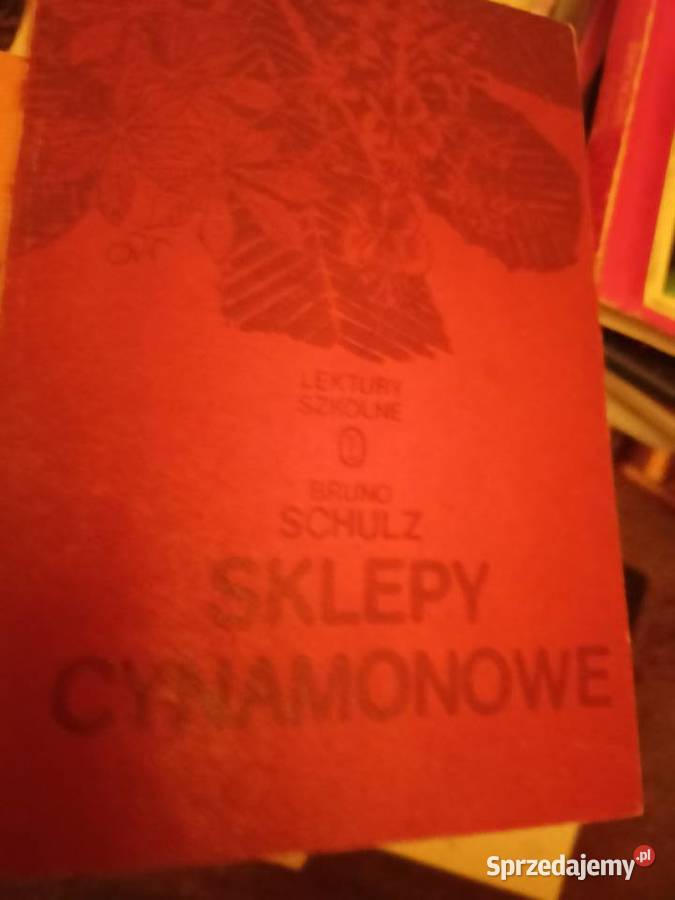 LEKTURY
SZKOLNE
BRUNO
SCHULZ
SKLEPY
CYNAMONOWE
Sprzedajemy.pl